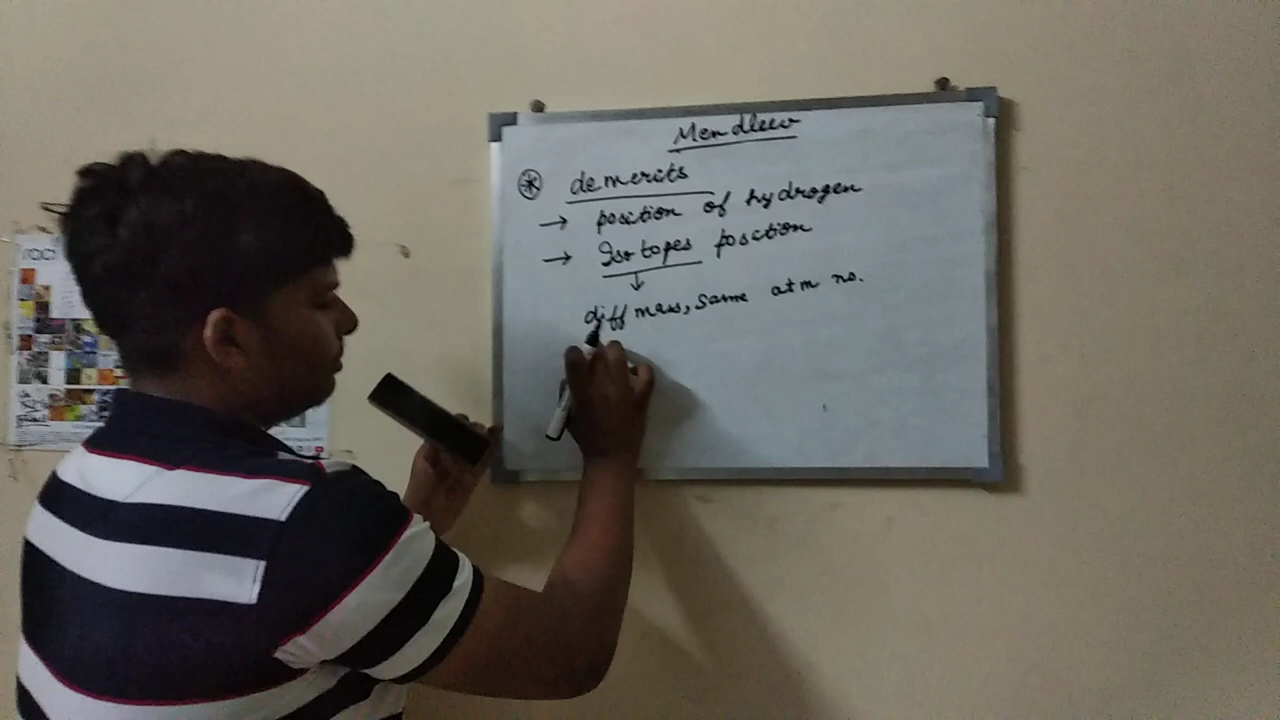 Mendleev
demerits
→ position of hydrogen
→ Isotopes position
↓
diff mass, same atm no.